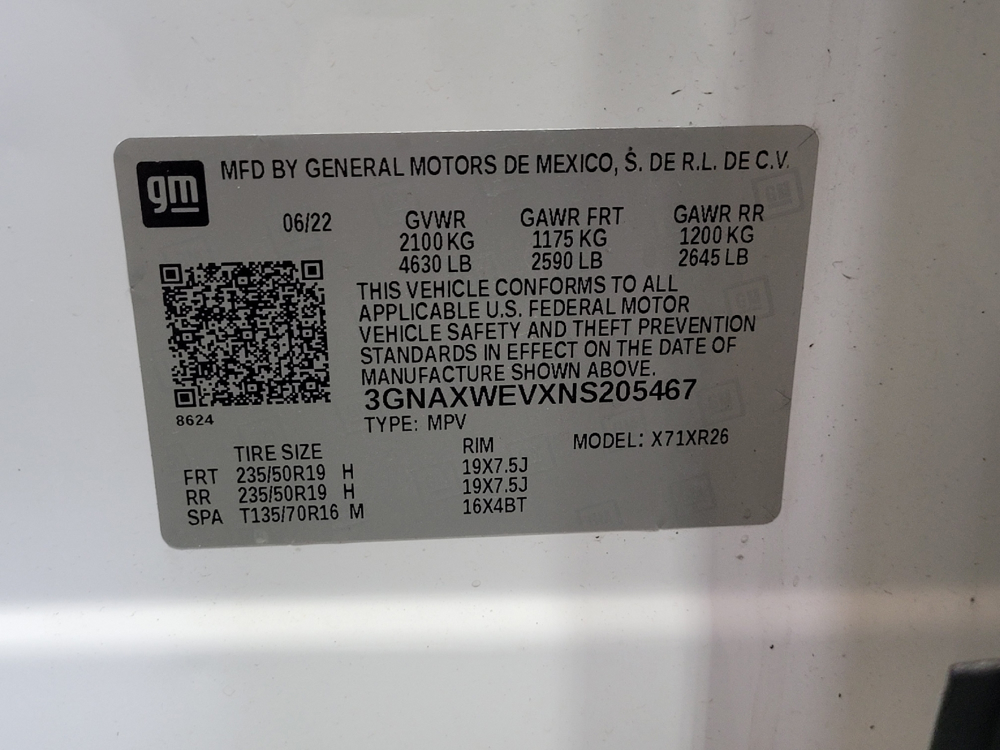 gm
MFD BY GENERAL MOTORS DE MEXICO, S. DE R.L. DE C.V.
06/22 GVWR GAWR FRT GAWR RR
2100 KG 1175 KG 1200 KG
4630 LB 2590 LB 2645 LB
THIS VEHICLE CONFORMS TO ALL
APPLICABLE U.S. FEDERAL MOTOR
VEHICLE SAFETY AND THEFT PREVENTION
STANDARDS IN EFFECT ON THE DATE OF
MANUFACTURE SHOWN ABOVE.
3GNAXWEVXNS205467
8624
TYPE: MPV
MODEL: X71XR26
TIRE SIZE RIM
FRT 235/50R19 H 19X7.5J
RR 235/50R19 H 19X7.5J
SPA T135/70R16 M 16X4BT